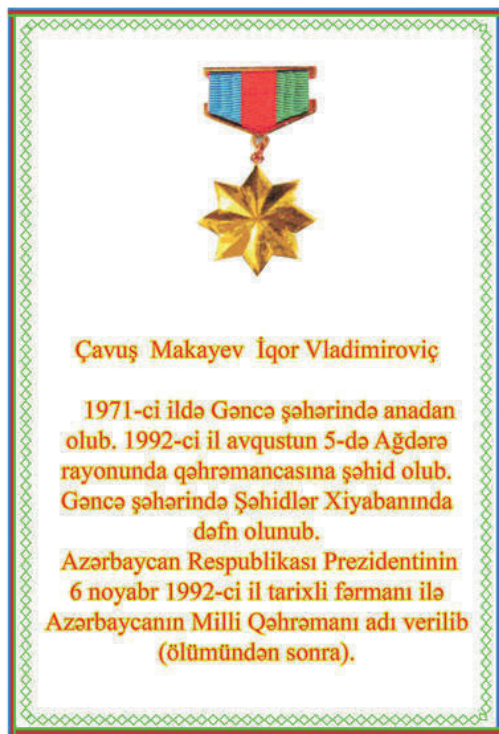 Çavuş Makayev İqor Vladimiroviç
1971-ci ildə Gəncə şəhərində anadan
olub. 1992-ci il avqustun 5-də Ağdərə
rayonunda qəhrəmancasına şəhid olub.
Gəncə şəhərində Şəhidlər Xiyabanında
dəfn olunub.
Azərbaycan Respublikası Prezidentinin
6 noyabr 1992-ci il tarixli fərmanı ilə
Azərbaycanın Milli Qəhrəmanı adı verilib
(ölümündən sonra).